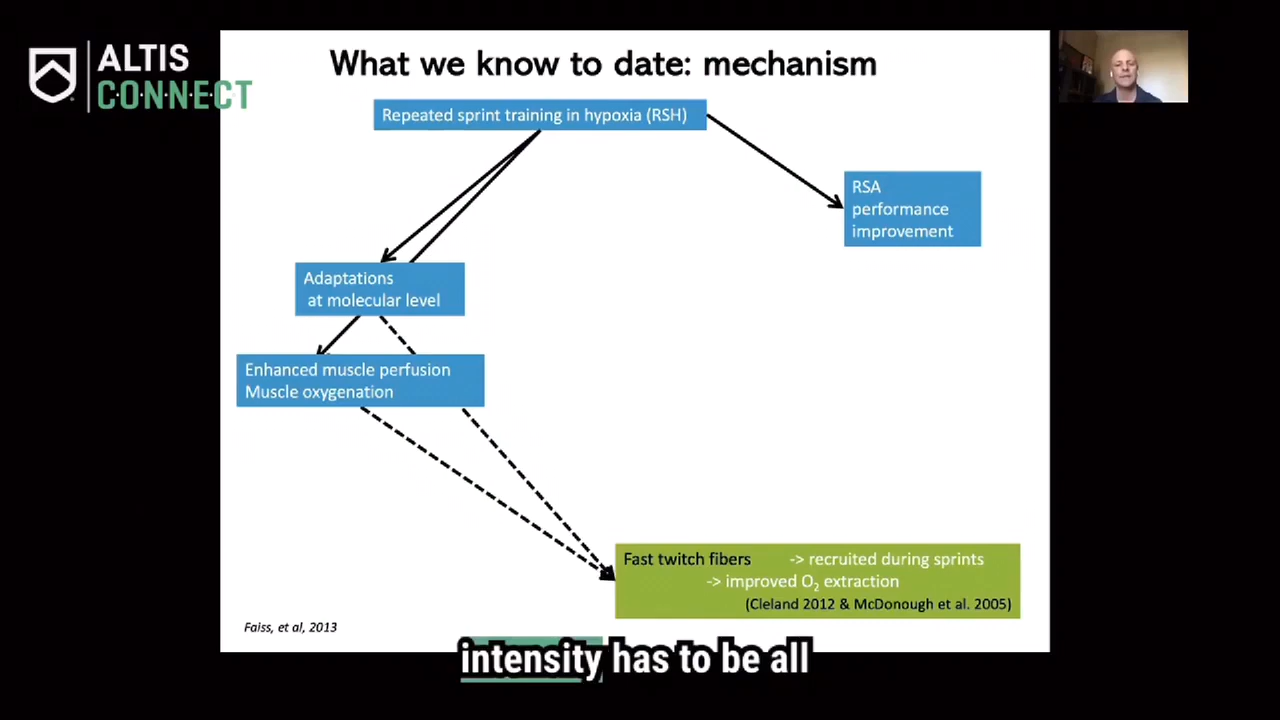 ALTIS
CONNECT
What we know to date: mechanism
Repeated sprint training in hypoxia (RSH)
RSA
performance
improvement
Adaptations
at molecular level
Enhanced muscle perfusion
Muscle oxygenation
Fast twitch fibers -> recruited during sprints
-> improved O₂ extraction
(Cleland 2012 & McDonough et al. 2005)
Faiss, et al, 2013
intensity has to be all